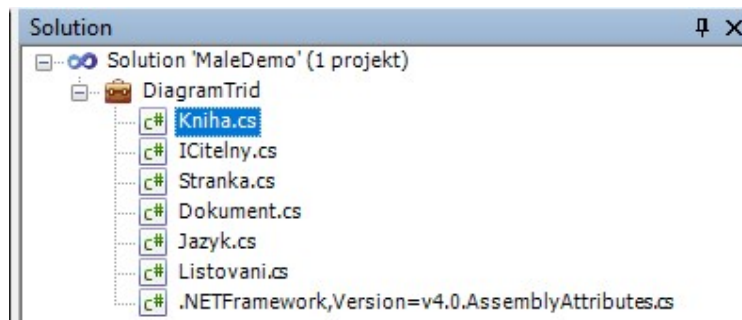 Solution
Solution 'MaleDemo' (1 projekt)
DiagramTrid
C# Kniha.cs
C# ICitelny.cs
C# Stranka.cs
C# Dokument.cs
C# Jazyk.cs
C# Listovani.cs
C# .NETFramework,Version=v4.0.AssemblyAttributes.cs